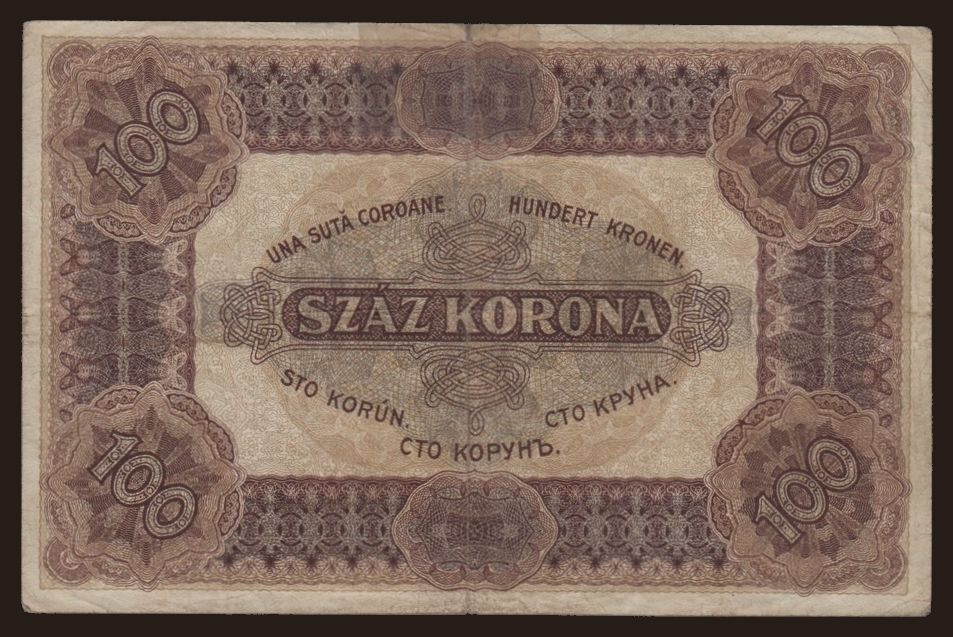 100
100
UNA SUTĂ COROANE.
HUNDERT KRONEN.
SZÁZ KORONA
STO KORÚN.
СТО КРУНА.
СТО КОРУНЪ.
100
100